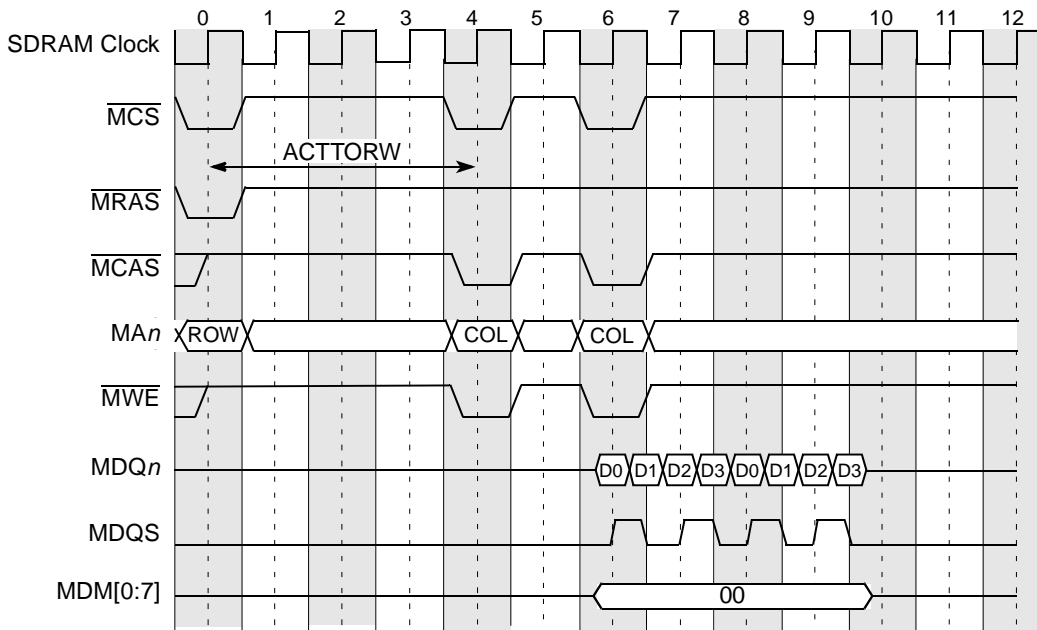 0 1 2 3 4 5 6 7 8 9 10 11 12
SDRAM Clock
MCS
ACTTORW
MRAS
MCAS
MAn ROW COL COL
MWE
MDQn D0 D1 D2 D3 D0 D1 D2 D3
MDQS
MDM[0:7] 00